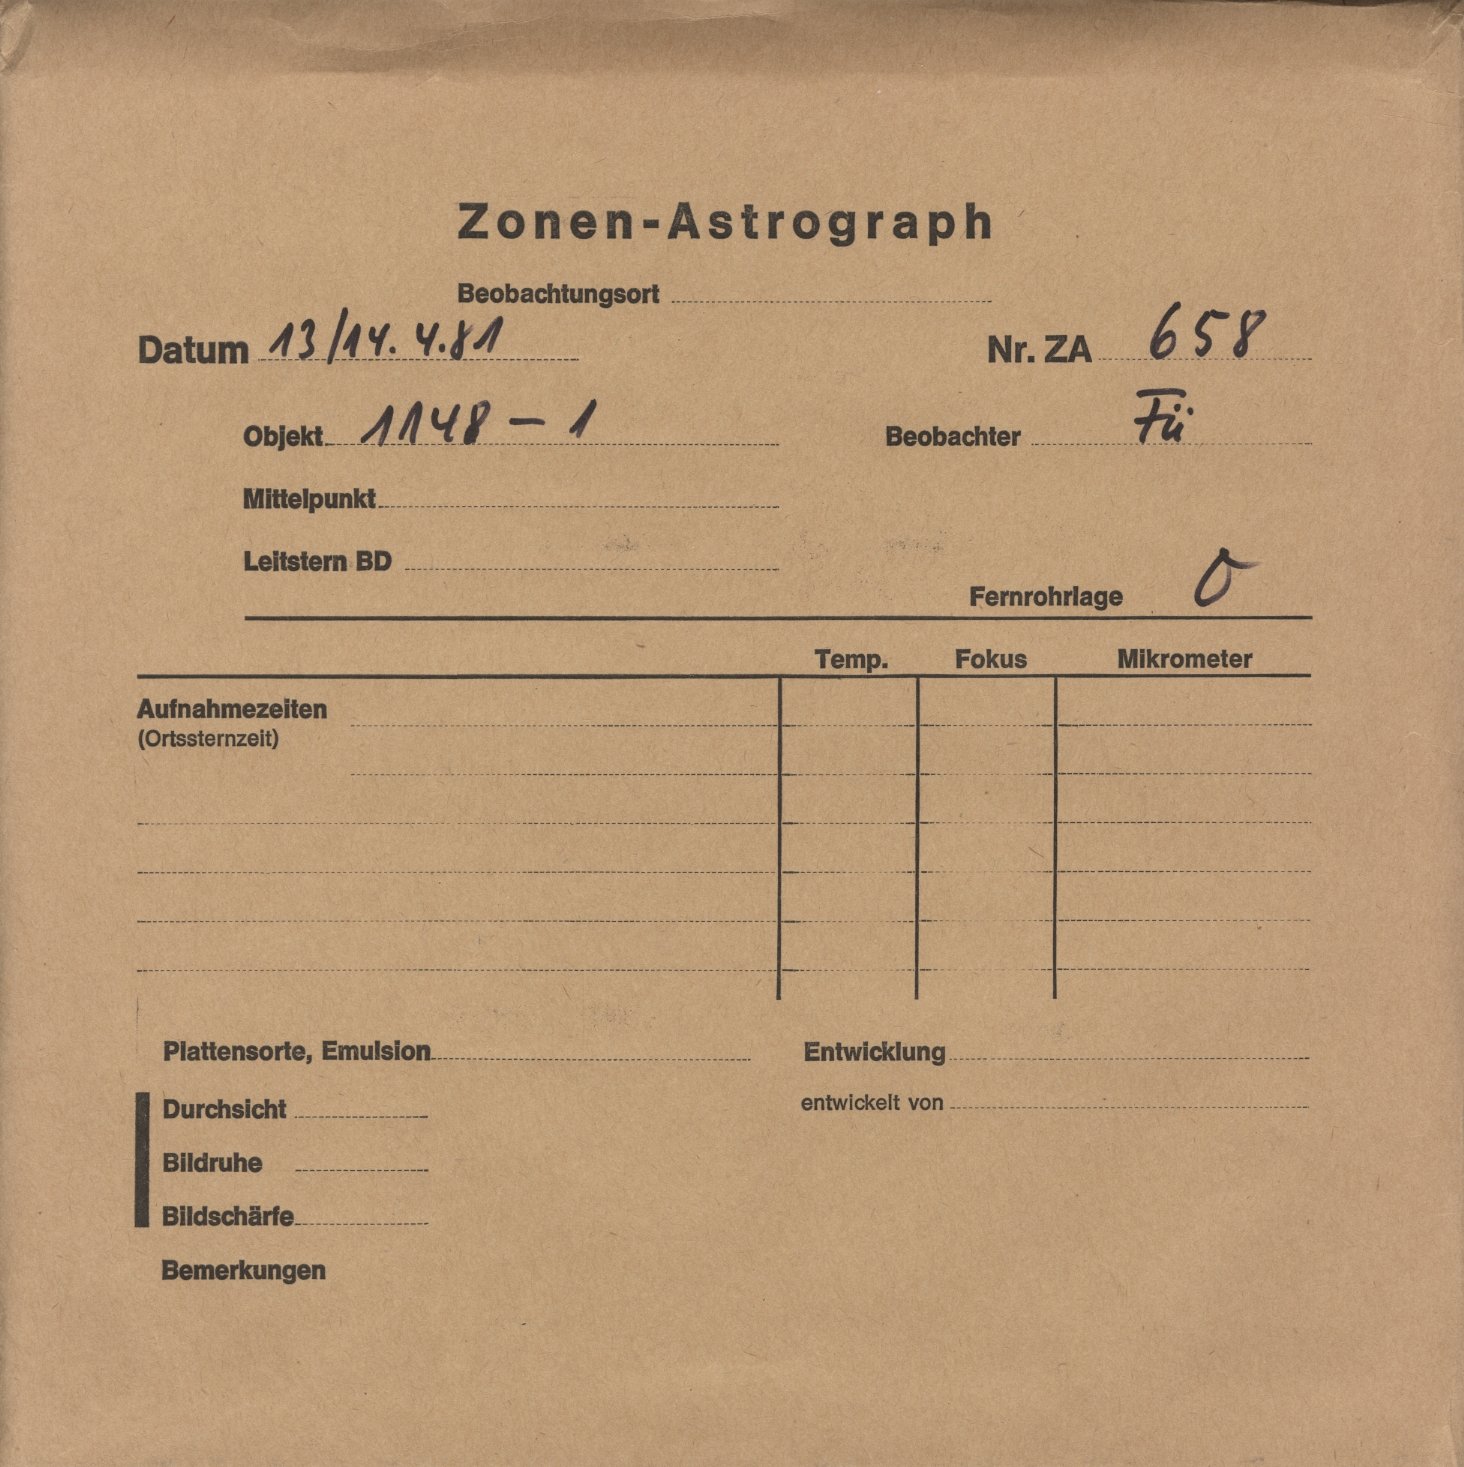 Zonen-Astrograph
Beobachtungsort
Datum 13/14. 4.81 Nr. ZA 658
Objekt 1148 – 1 Beobachter Fü
Mittelpunkt
Leitstern BD
Fernrohrlage O
Temp. Fokus Mikrometer
Aufnahmezeiten
(Ortssternzeit)
Plattensorte, Emulsion Entwicklung
Durchsicht entwickelt von
Bildruhe
Bildschärfe
Bemerkungen